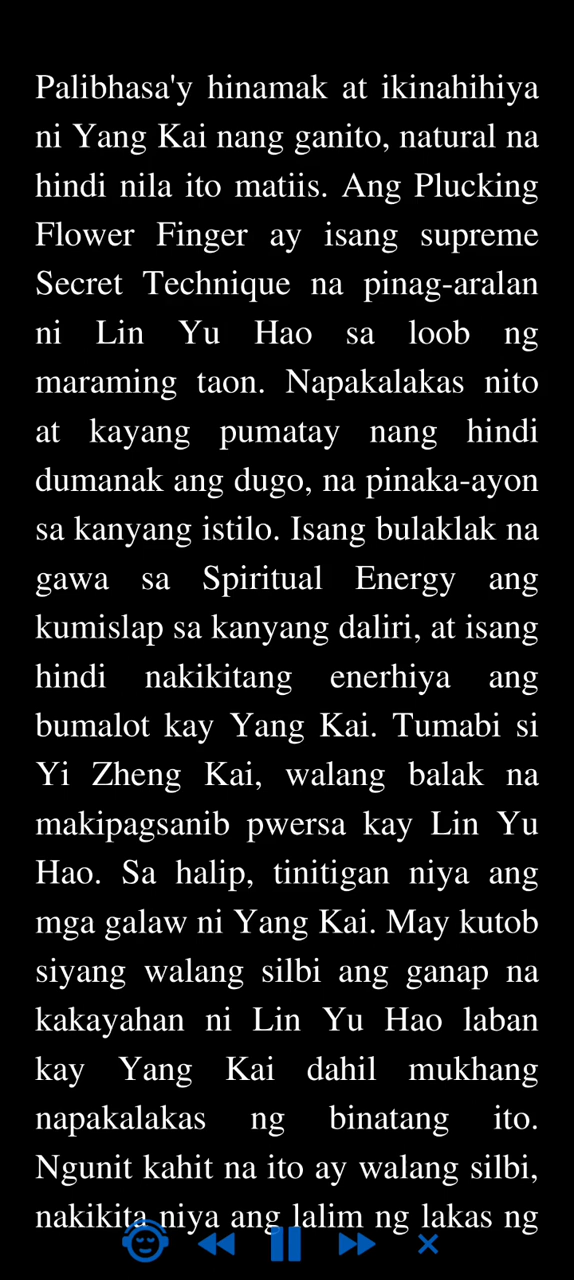 Palibhasa'y hinamak at ikinahihiya
ni Yang Kai nang ganito, natural na
hindi nila ito matiis. Ang Plucking
Flower Finger ay isang supreme
Secret Technique na pinag-aralan
ni Lin Yu Hao sa loob ng
maraming taon. Napakalakas nito
at kayang pumatay nang hindi
dumanak ang dugo, na pinaka-ayon
sa kanyang istilo. Isang bulaklak na
gawa sa Spiritual Energy ang
kumislap sa kanyang daliri, at isang
hindi nakikitang enerhiya ang
bumalot kay Yang Kai. Tumabi si
Yi Zheng Kai, walang balak na
makipagsanib pwersa kay Lin Yu
Hao. Sa halip, tinitigan niya ang
mga galaw ni Yang Kai. May kutob
siyang walang silbi ang ganap na
kakayahan ni Lin Yu Hao laban
kay Yang Kai dahil mukhang
napakalakas ng binatang ito.
Ngunit kahit na ito ay walang silbi,
nakikita niya ang lalim ng lakas ng